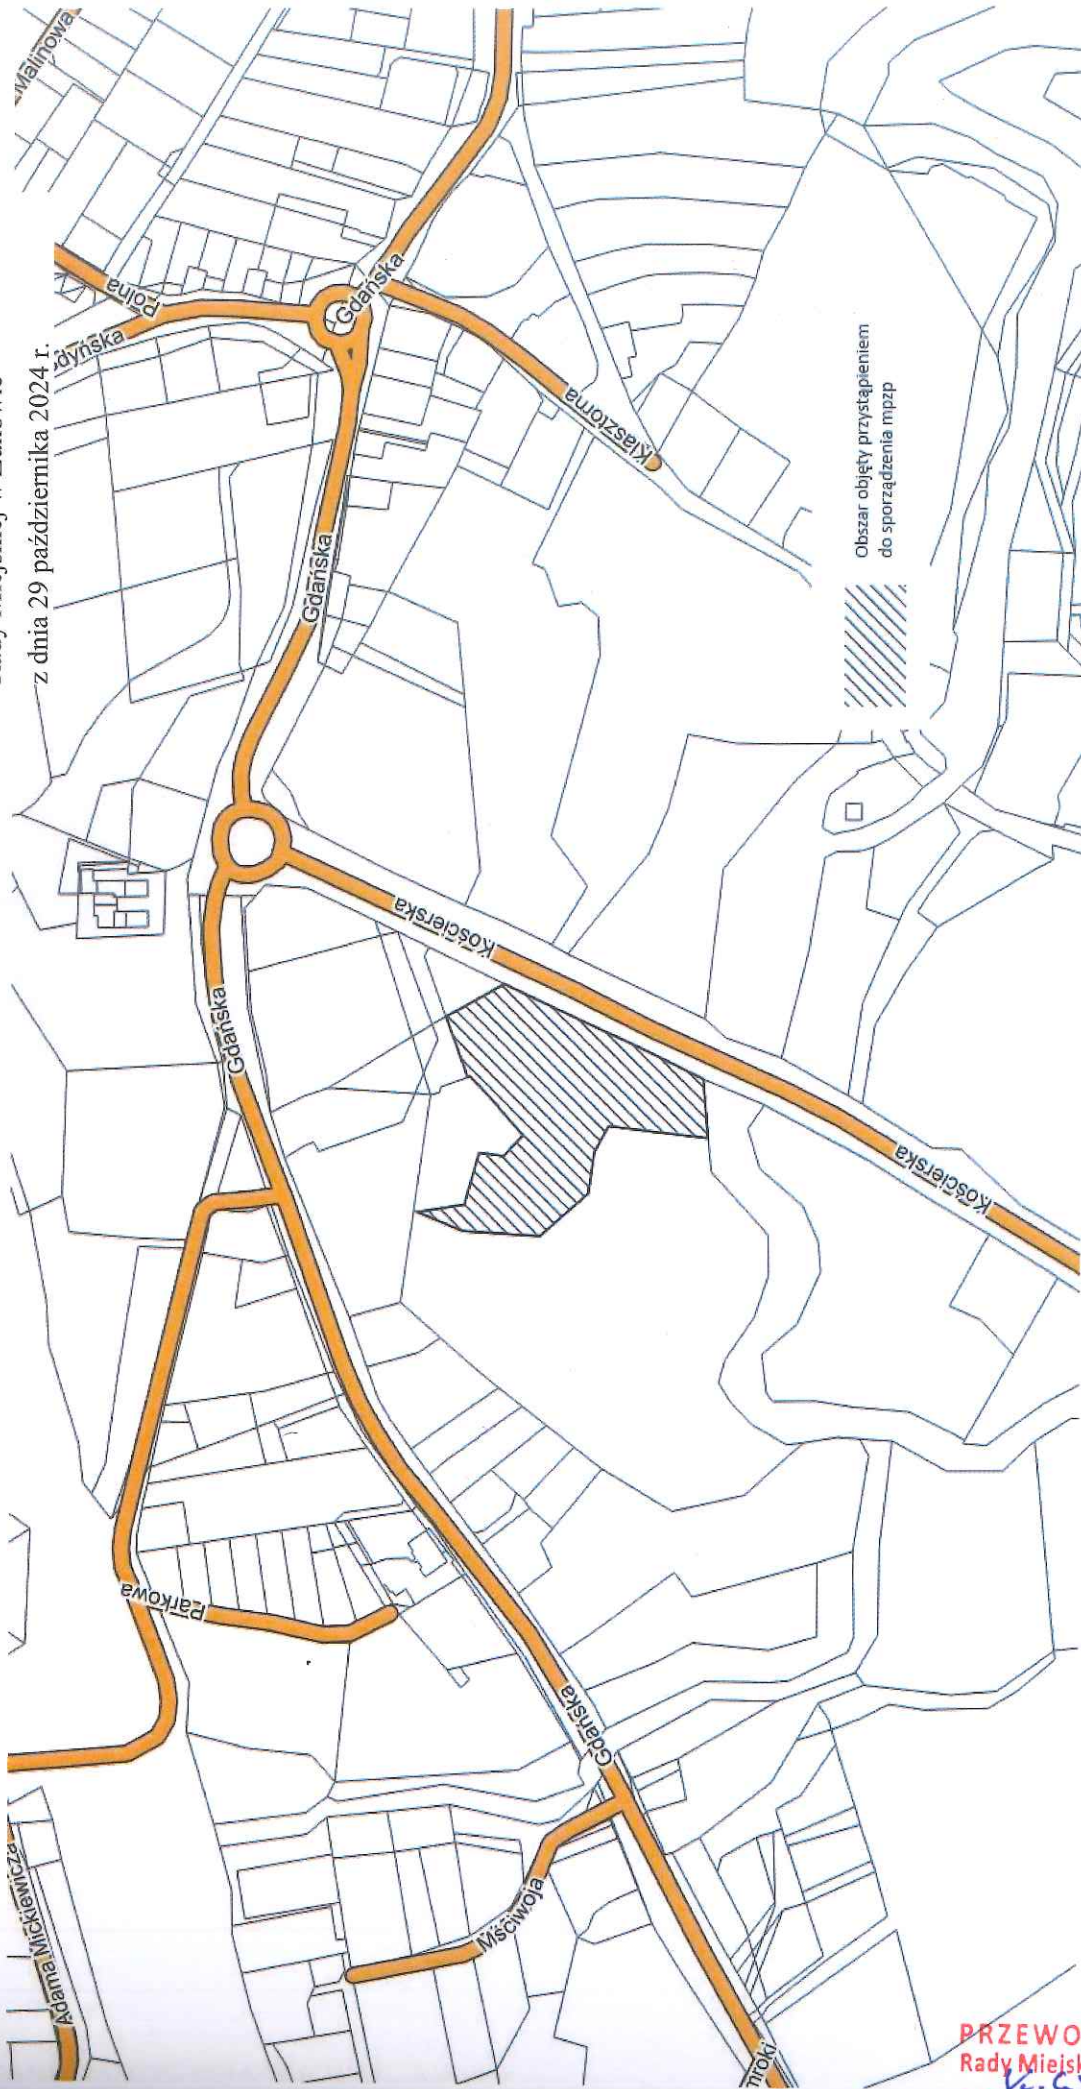 z dnia 29 października 2024 r.
Malinowa
Polna
Gdańska
Klasztorna
Gdańska
Obszar objęty przystąpieniem
do sporządzenia mpzp
Kościerska
Gdańska
Kościerska
Parkowa
Gdańska
Mściwoja
Adama Mickiewicza
PRZEWO
Rady Miejsk